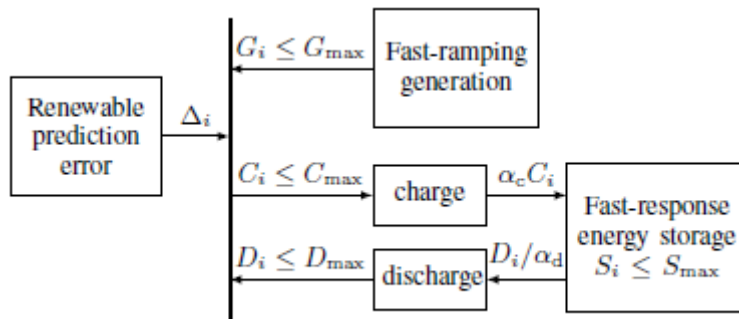 Renewable
prediction
error
Δ_i
G_i ≤ G_max
Fast-ramping
generation
C_i ≤ C_max
charge
α_c C_i
D_i ≤ D_max
discharge
D_i/α_d
Fast-response
energy storage
S_i ≤ S_max